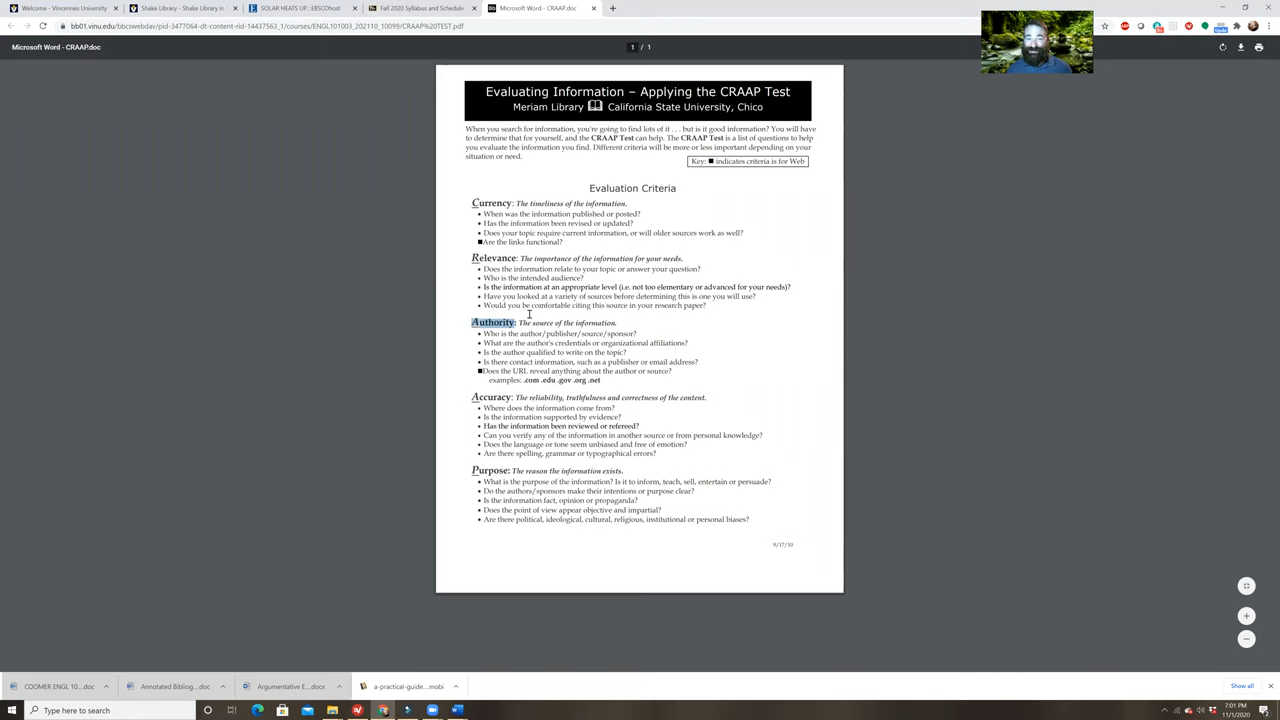 Welcome - Vincennes University
Shake Library - Shake Library in S
SOLAR HEATS UP.: EBSCOhost
Fall 2020 Syllabus and Schedule
Microsoft Word - CRAAP.doc
bb01.vinu.edu/bbcswebdav/pid-3477064-dt-content-rid-14437563_1/courses/ENGL101003_202110_10099/CRAAP%20TEST.pdf
Microsoft Word - CRAAP.doc
1 / 1
Evaluating Information – Applying the CRAAP Test
Meriam Library California State University, Chico
When you search for information, you're going to find lots of it . . . but is it good information? You will have
to determine that for yourself, and the CRAAP Test can help. The CRAAP Test is a list of questions to help
you evaluate the information you find. Different criteria will be more or less important depending on your
situation or need.
Key: ■ indicates criteria is for Web
Evaluation Criteria
Currency: The timeliness of the information.
• When was the information published or posted?
• Has the information been revised or updated?
• Does your topic require current information, or will older sources work as well?
■Are the links functional?
Relevance: The importance of the information for your needs.
• Does the information relate to your topic or answer your question?
• Who is the intended audience?
• Is the information at an appropriate level (i.e. not too elementary or advanced for your needs)?
• Have you looked at a variety of sources before determining this is one you will use?
• Would you be comfortable citing this source in your research paper?
Authority: The source of the information.
• Who is the author/publisher/source/sponsor?
• What are the author's credentials or organizational affiliations?
• Is the author qualified to write on the topic?
• Is there contact information, such as a publisher or email address?
■Does the URL reveal anything about the author or source?
examples: .com .edu .gov .org .net
Accuracy: The reliability, truthfulness and correctness of the content.
• Where does the information come from?
• Is the information supported by evidence?
• Has the information been reviewed or refereed?
• Can you verify any of the information in another source or from personal knowledge?
• Does the language or tone seem unbiased and free of emotion?
• Are there spelling, grammar or typographical errors?
Purpose: The reason the information exists.
• What is the purpose of the information? Is it to inform, teach, sell, entertain or persuade?
• Do the authors/sponsors make their intentions or purpose clear?
• Is the information fact, opinion or propaganda?
• Does the point of view appear objective and impartial?
• Are there political, ideological, cultural, religious, institutional or personal biases?
9/17/10
COOMER ENGL 10....doc
Annotated Bibliog....doc
Argumentative E....docx
a-practical-guide....mobi
Show all
Type here to search
7:01 PM
11/1/2020